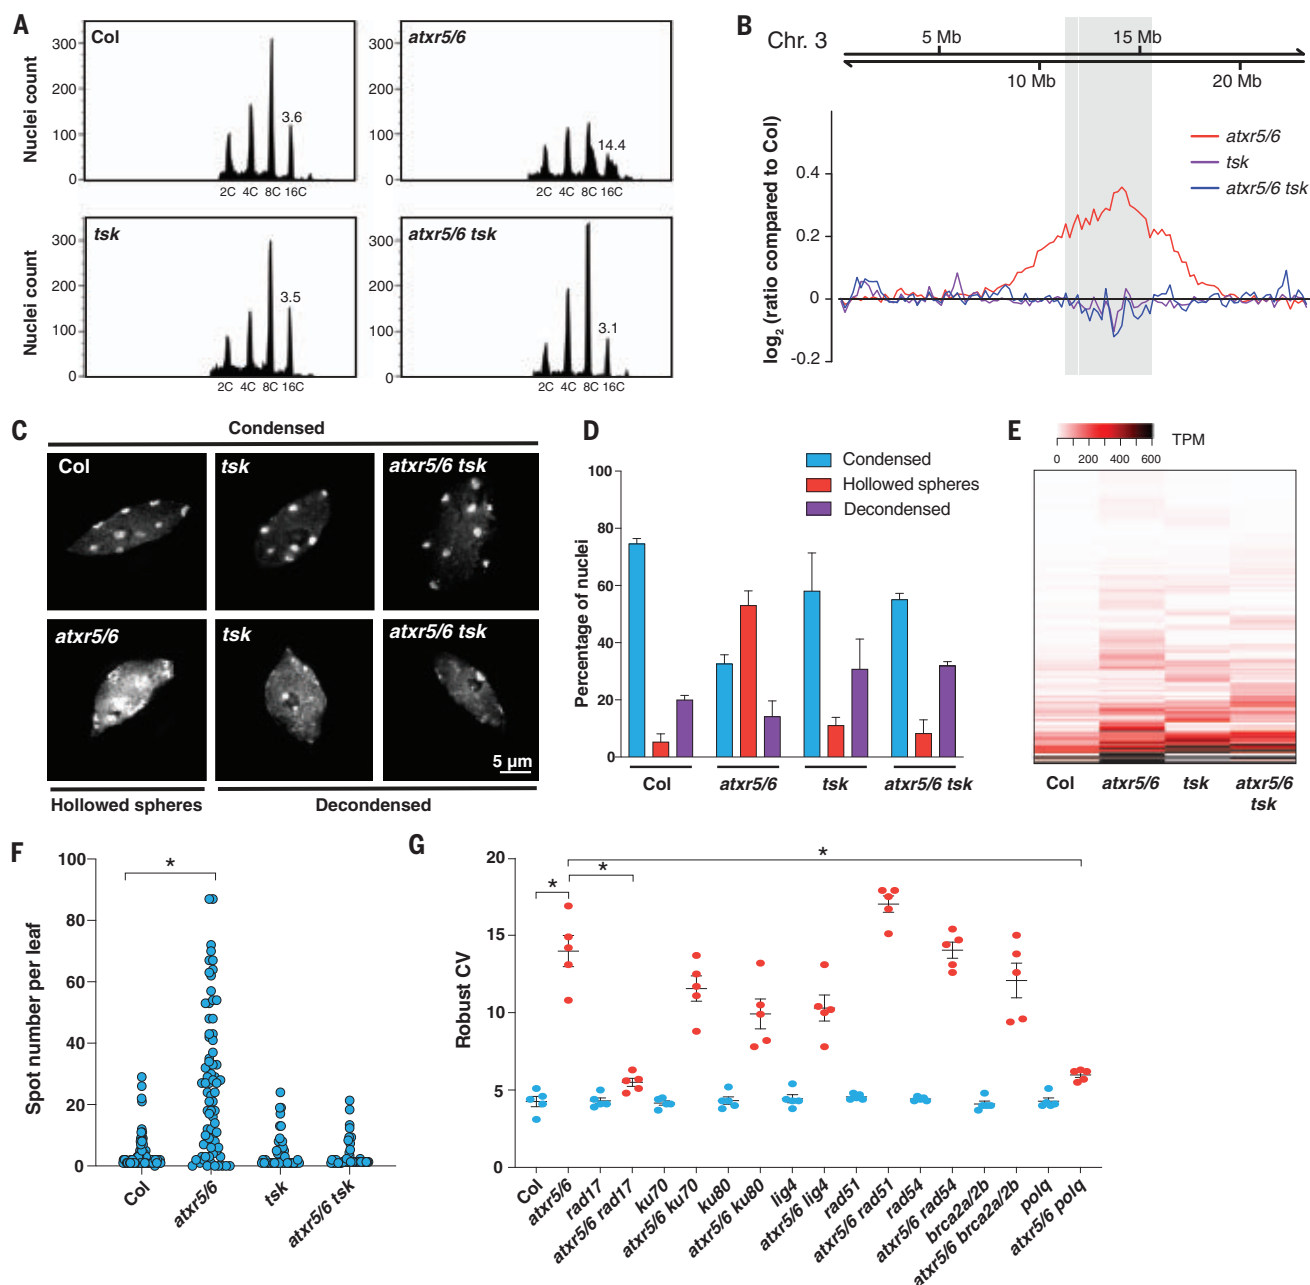 A
Col
atxr5/6
Nuclei count
300
200
100
0
3.6
2C 4C 8C 16C
300
200
100
0
14.4
2C 4C 8C 16C
tsk
atxr5/6 tsk
Nuclei count
300
200
100
0
3.5
2C 4C 8C 16C
300
200
100
0
3.1
2C 4C 8C 16C
B
Chr. 3
5 Mb
15 Mb
10 Mb
20 Mb
log2 (ratio compared to Col)
0.4
0.2
0
-0.2
atxr5/6
tsk
atxr5/6 tsk
C
Condensed
Col
tsk
atxr5/6 tsk
atxr5/6
tsk
atxr5/6 tsk
5 µm
Hollowed spheres
Decondensed
D
Condensed
Hollowed spheres
Decondensed
Percentage of nuclei
100
80
60
40
20
0
Col
atxr5/6
tsk
atxr5/6 tsk
E
TPM
0 200 400 600
Col
atxr5/6
tsk
atxr5/6
tsk
F
Spot number per leaf
100
80
60
40
20
0
*
Col
atxr5/6
tsk
atxr5/6 tsk
G
Robust CV
20
15
10
5
0
*
*
*
Col
atxr5/6
rad17
atxr5/6 rad17
ku70
atxr5/6 ku70
ku80
atxr5/6 ku80
lig4
atxr5/6 lig4
rad51
atxr5/6 rad51
rad54
atxr5/6 rad54
brca2a/2b
atxr5/6 brca2a/2b
polq
atxr5/6 polq